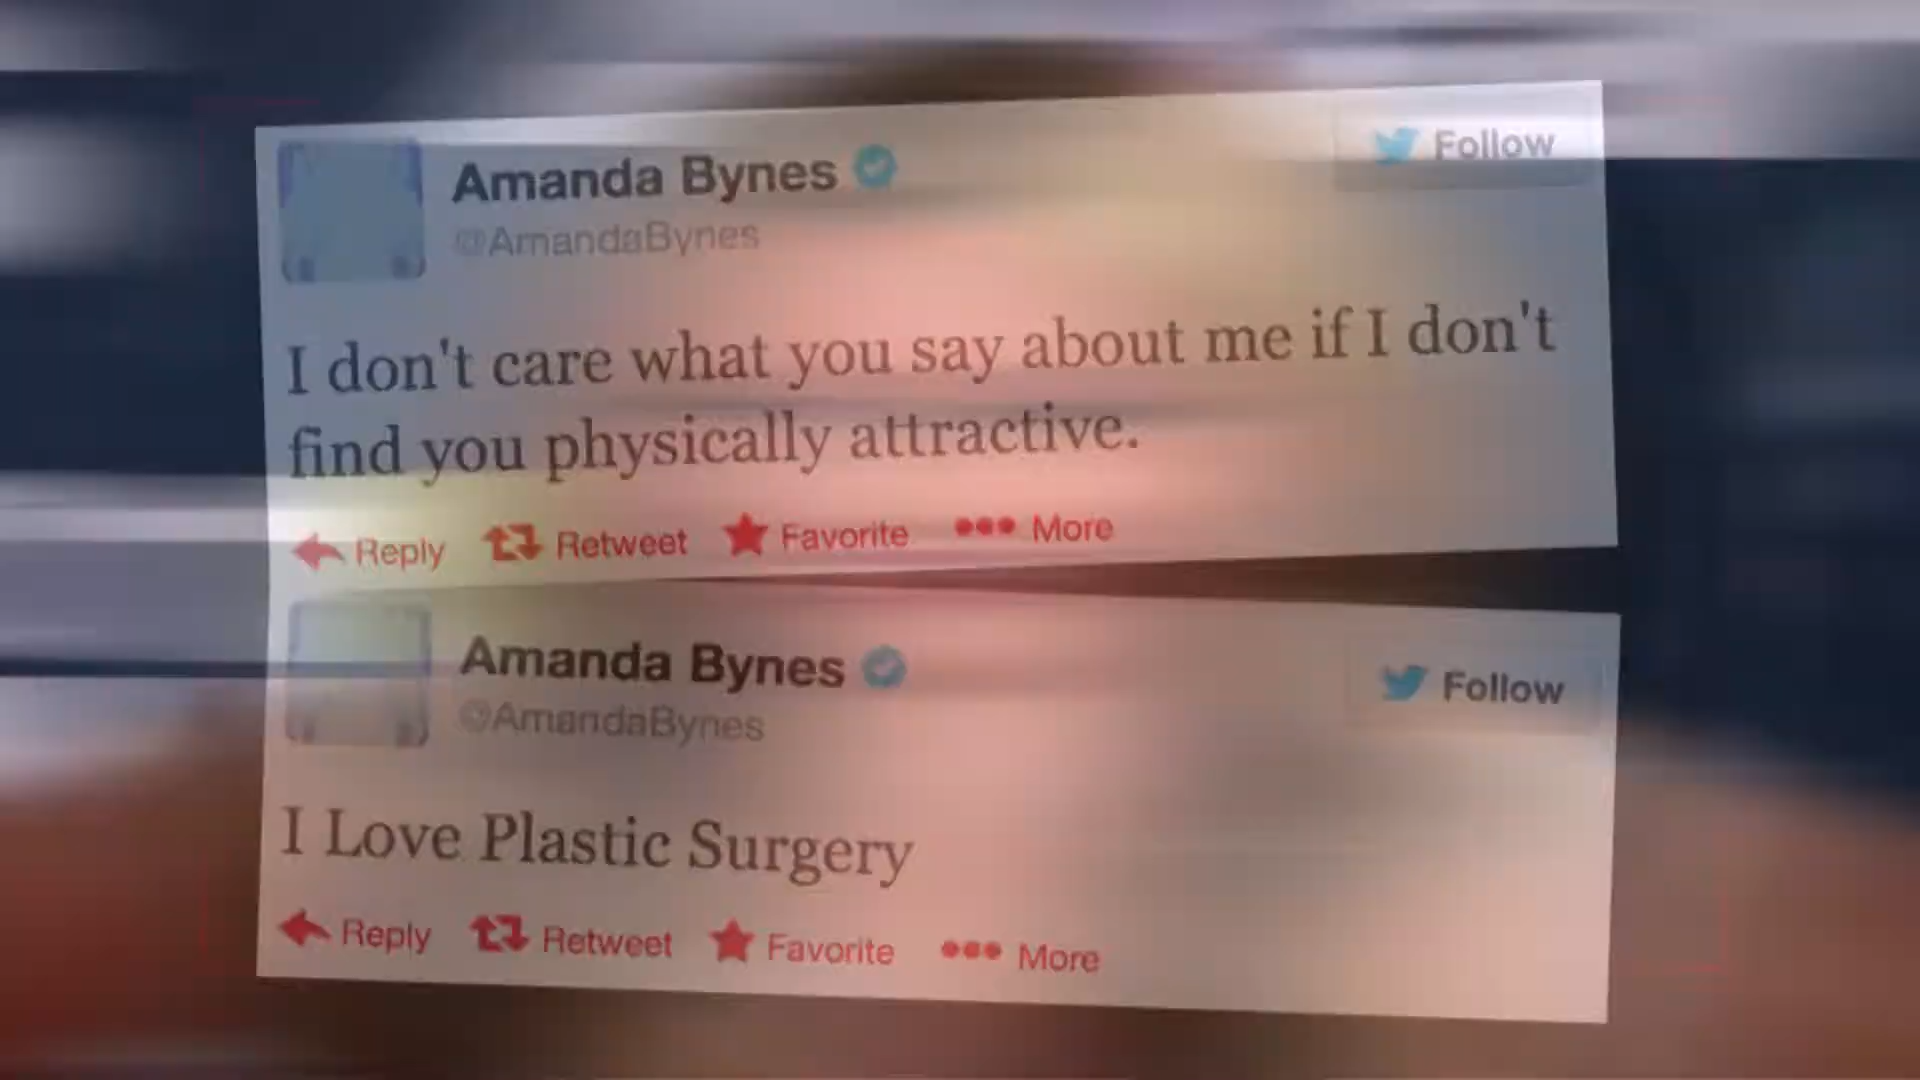 Amanda Bynes
Follow
@AmandaBynes
I don't care what you say about me if I don't
find you physically attractive.
Reply Retweet Favorite More
Amanda Bynes
Follow
@AmandaBynes
I Love Plastic Surgery
Reply Retweet Favorite More